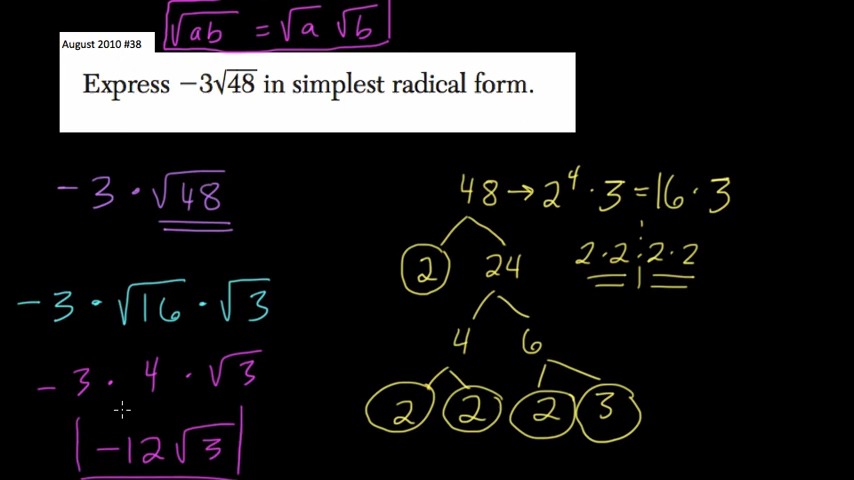 √ab = √a √b
August 2010 #38
Express −3√48 in simplest radical form.
−3 · √48
48 → 2⁴ · 3 = 16 · 3
2 · 2 2 · 2
2 24
−3 · √16 · √3
4 6
−3 · 4 · √3
2 2 2 3
−12√3